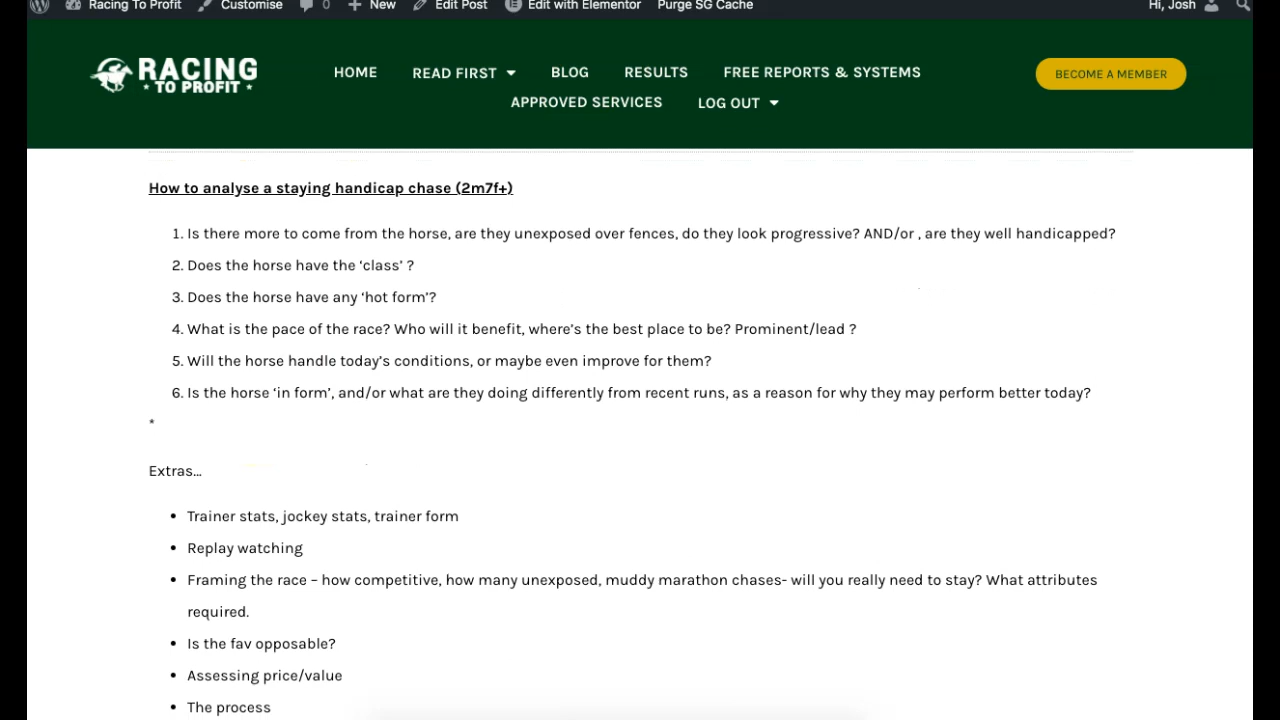 Racing To Profit Customise 0 New Edit Post Edit with Elementor Purge SG Cache Hi, Josh
RACING
TO PROFIT
HOME READ FIRST BLOG RESULTS FREE REPORTS & SYSTEMS
APPROVED SERVICES LOG OUT
BECOME A MEMBER
How to analyse a staying handicap chase (2m7f+)
1. Is there more to come from the horse, are they unexposed over fences, do they look progressive? AND/or , are they well handicapped?
2. Does the horse have the ‘class’ ?
3. Does the horse have any ‘hot form’?
4. What is the pace of the race? Who will it benefit, where’s the best place to be? Prominent/lead ?
5. Will the horse handle today’s conditions, or maybe even improve for them?
6. Is the horse ‘in form’, and/or what are they doing differently from recent runs, as a reason for why they may perform better today?
*
Extras…
• Trainer stats, jockey stats, trainer form
• Replay watching
• Framing the race – how competitive, how many unexposed, muddy marathon chases- will you really need to stay? What attributes
required.
• Is the fav opposable?
• Assessing price/value
• The process